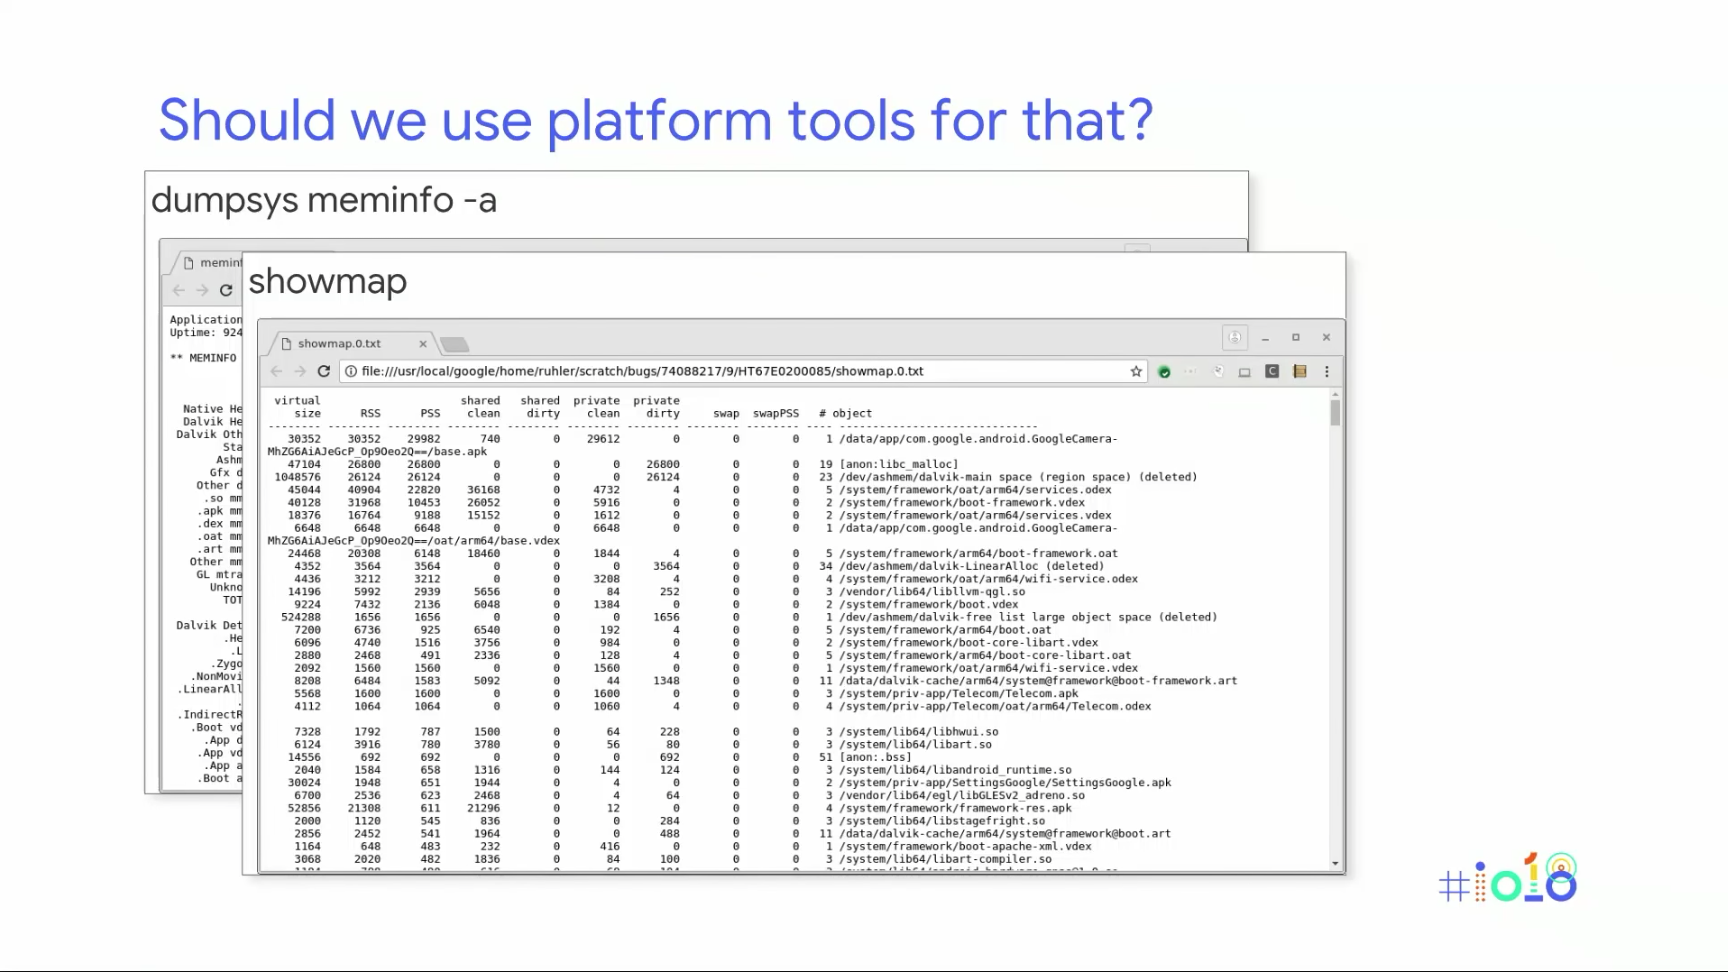 Should we use platform tools for that?
dumpsys meminfo -a
memin
Application
Uptime: 924
** MEMINFO
Native He
Dalvik He
Dalvik Oth
Sta
Ashm
Gfx d
Other d
.so mm
.apk mm
.dex mm
.oat mm
.art mm
Other mm
GL mtra
Unkno
TOT
Dalvik Det
.He
.L
.Zygo
.NonMovi
.LinearAll
.
.IndirectR
.Boot vd
.App d
.App vd
.App a
.Boot a
showmap
showmap.0.txt
file:///usr/local/google/home/ruhler/scratch/bugs/74088217/9/HT67E0200085/showmap.0.txt
virtual shared shared private private
size RSS PSS clean dirty clean dirty swap swapPSS # object
-------- -------- -------- -------- -------- -------- -------- -------- -------- ---- ------------------------------
30352 30352 29982 740 0 29612 0 0 0 1 /data/app/com.google.android.GoogleCamera-
MhZG6AiAJeGcP_Op9Oeo2Q==/base.apk
47104 26800 26800 0 0 0 26800 0 0 19 [anon:libc_malloc]
1048576 26124 26124 0 0 0 26124 0 0 23 /dev/ashmem/dalvik-main space (region space) (deleted)
45044 40904 22820 36168 0 4732 4 0 0 5 /system/framework/oat/arm64/services.odex
40128 31968 10453 26052 0 5916 0 0 0 2 /system/framework/boot-framework.vdex
18376 16764 9188 15152 0 1612 0 0 0 2 /system/framework/oat/arm64/services.vdex
6648 6648 6648 0 0 6648 0 0 0 1 /data/app/com.google.android.GoogleCamera-
MhZG6AiAJeGcP_Op9Oeo2Q==/oat/arm64/base.vdex
24468 20308 6148 18460 0 1844 4 0 0 5 /system/framework/arm64/boot-framework.oat
4352 3564 3564 0 0 0 3564 0 0 34 /dev/ashmem/dalvik-LinearAlloc (deleted)
4436 3212 3212 0 0 3208 4 0 0 4 /system/framework/oat/arm64/wifi-service.odex
14196 5992 2939 5656 0 84 252 0 0 3 /vendor/lib64/libllvm-qgl.so
9224 7432 2136 6048 0 1384 0 0 0 2 /system/framework/boot.vdex
524288 1656 1656 0 0 0 1656 0 0 1 /dev/ashmem/dalvik-free list large object space (deleted)
7200 6736 925 6540 0 192 4 0 0 5 /system/framework/arm64/boot.oat
6096 4740 1516 3756 0 984 0 0 0 2 /system/framework/boot-core-libart.vdex
2880 2468 491 2336 0 128 4 0 0 5 /system/framework/arm64/boot-core-libart.oat
2092 1560 1560 0 0 1560 0 0 0 1 /system/framework/oat/arm64/wifi-service.vdex
8208 6484 1583 5092 0 44 1348 0 0 11 /data/dalvik-cache/arm64/system@framework@boot-framework.art
5568 1600 1600 0 0 1600 0 0 0 3 /system/priv-app/Telecom/Telecom.apk
4112 1064 1064 0 0 1060 4 0 0 4 /system/priv-app/Telecom/oat/arm64/Telecom.odex
7328 1792 787 1500 0 64 228 0 0 3 /system/lib64/libhwui.so
6124 3916 780 3780 0 56 80 0 0 3 /system/lib64/libart.so
14556 692 692 0 0 0 692 0 0 51 [anon:.bss]
2040 1584 658 1316 0 144 124 0 0 3 /system/lib64/libandroid_runtime.so
30024 1948 651 1944 0 4 0 0 0 2 /system/priv-app/SettingsGoogle/SettingsGoogle.apk
6700 2536 623 2468 0 4 64 0 0 3 /vendor/lib64/egl/libGLESv2_adreno.so
52856 21308 611 21296 0 12 0 0 0 4 /system/framework/framework-res.apk
2000 1120 545 836 0 0 284 0 0 3 /system/lib64/libstagefright.so
2856 2452 541 1964 0 0 488 0 0 11 /data/dalvik-cache/arm64/system@framework@boot.art
1164 648 483 232 0 416 0 0 0 1 /system/framework/boot-apache-xml.vdex
3068 2020 482 1836 0 84 100 0 0 3 /system/lib64/libart-compiler.so
#io18